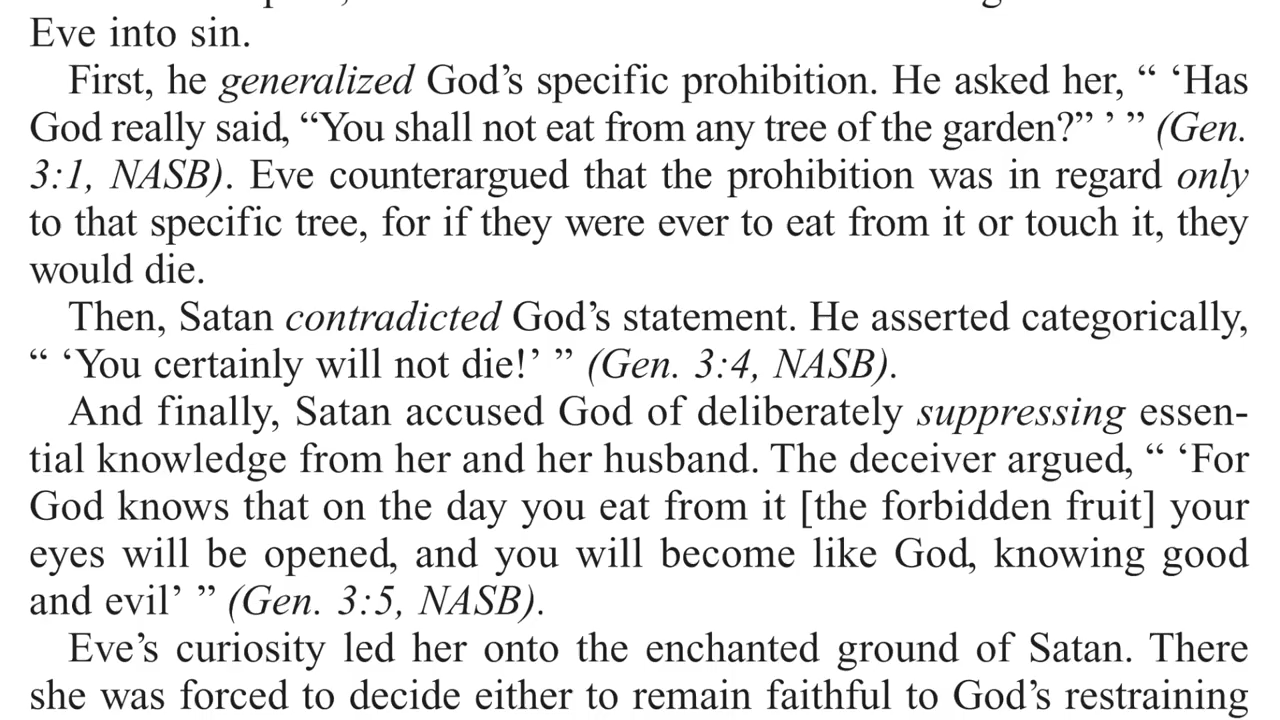 Eve into sin.
First, he generalized God’s specific prohibition. He asked her, “ ‘Has
God really said, “You shall not eat from any tree of the garden?” ’ ” (Gen.
3:1, NASB). Eve counterargued that the prohibition was in regard only
to that specific tree, for if they were ever to eat from it or touch it, they
would die.
Then, Satan contradicted God’s statement. He asserted categorically,
“ ‘You certainly will not die!’ ” (Gen. 3:4, NASB).
And finally, Satan accused God of deliberately suppressing essen-
tial knowledge from her and her husband. The deceiver argued, “ ‘For
God knows that on the day you eat from it [the forbidden fruit] your
eyes will be opened, and you will become like God, knowing good
and evil’ ” (Gen. 3:5, NASB).
Eve’s curiosity led her onto the enchanted ground of Satan. There
she was forced to decide either to remain faithful to God’s restraining